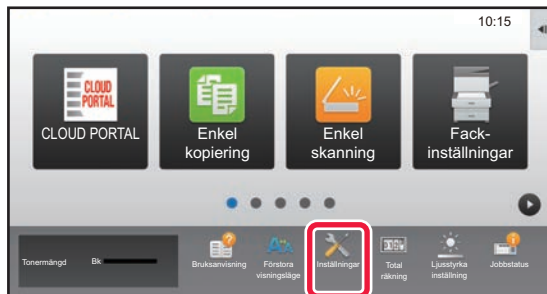 10:15
CLOUD
PORTAL
CLOUD PORTAL
Enkel
kopiering
Enkel
skanning
Fack-
inställningar
Tonermängd
Bk
Bruksanvisning
Förstora
visningsläge
Inställningar
Total
räkning
Ljusstyrka
inställning
Jobbstatus